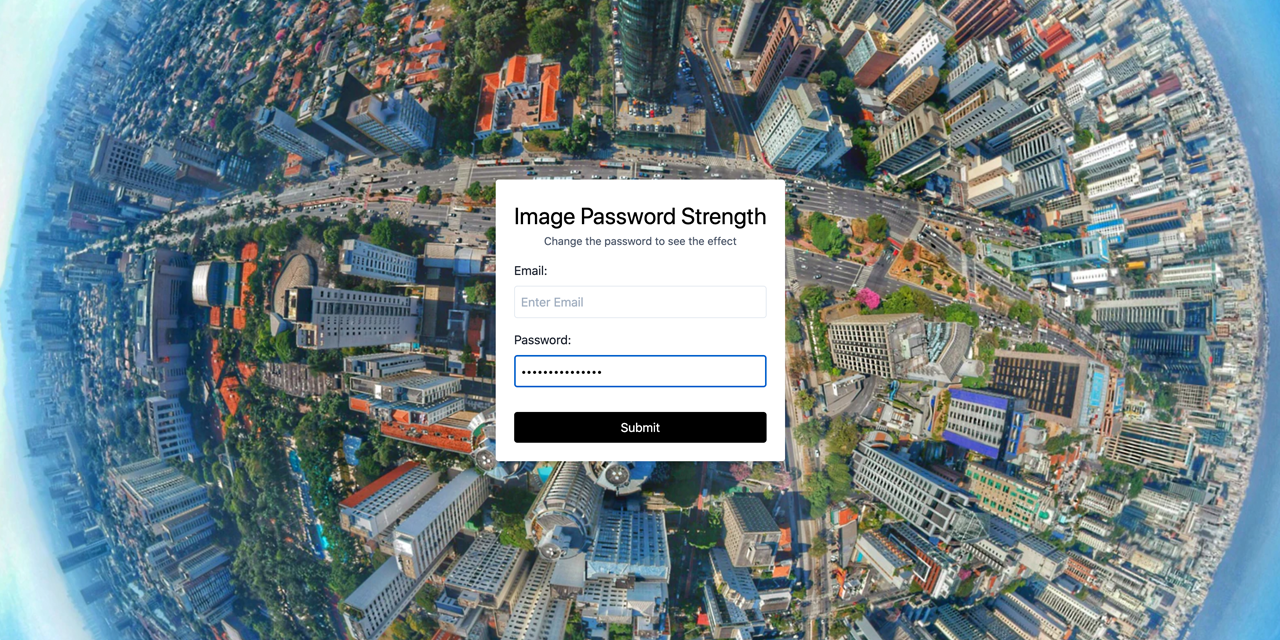 Image Password Strength
Change the password to see the effect
Email:
Enter Email
Password:
•••••••••••••••
Submit